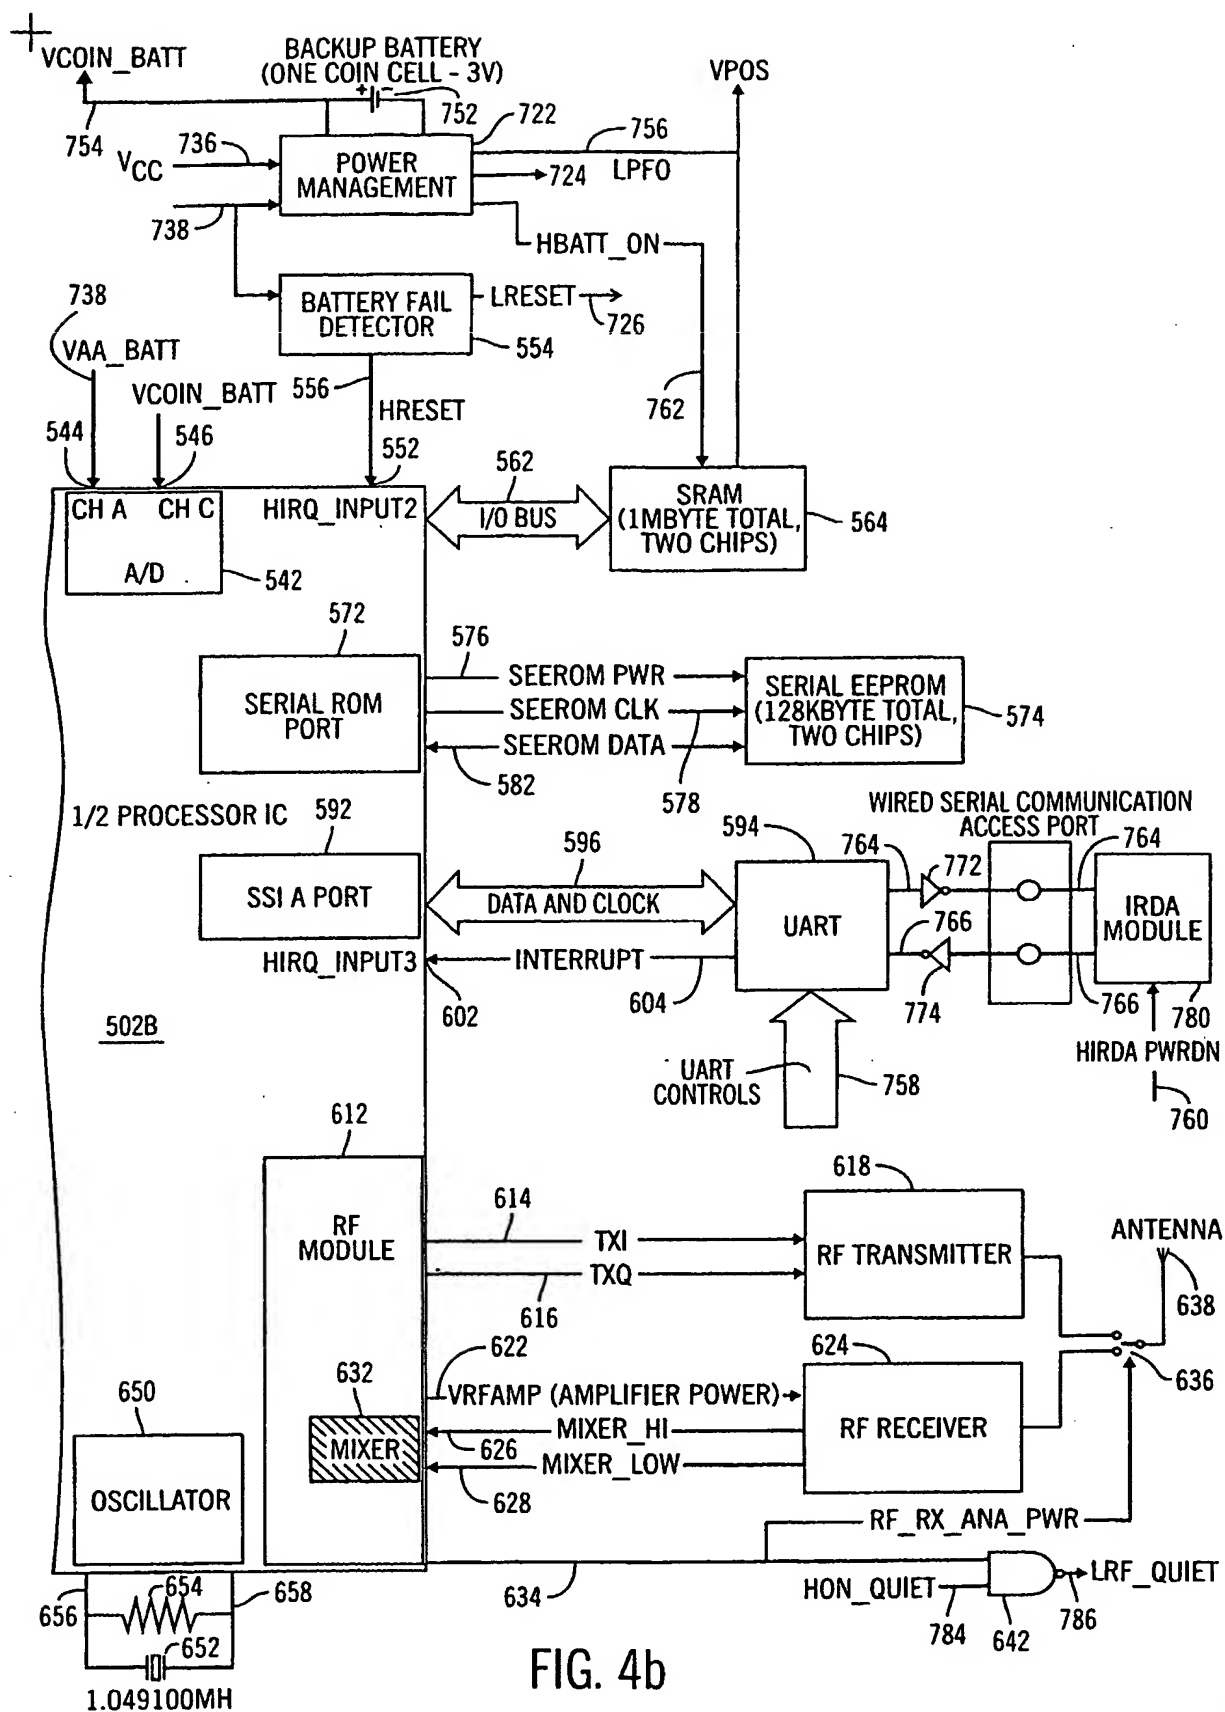 VCOIN_BATT
BACKUP BATTERY
(ONE COIN CELL - 3V)
+ -
752
722
754
736
VCC
POWER
MANAGEMENT
756
724
LPFO
VPOS
738
HBATT_ON
738
BATTERY FAIL
DETECTOR
LRESET
726
554
VAA_BATT
VCOIN_BATT
556
HRESET
762
544
546
552
CH A
CH C
HIRQ_INPUT2
A/D
542
562
I/O BUS
SRAM
(1MBYTE TOTAL,
TWO CHIPS)
564
572
SERIAL ROM
PORT
576
SEEROM PWR
SEEROM CLK
SEEROM DATA
582
578
SERIAL EEPROM
(128KBYTE TOTAL,
TWO CHIPS)
574
1/2 PROCESSOR IC
592
SSI A PORT
596
DATA AND CLOCK
594
UART
WIRED SERIAL COMMUNICATION
ACCESS PORT
764
772
764
IRDA
MODULE
766
774
766
780
HIRQ_INPUT3
INTERRUPT
602
604
502B
UART
CONTROLS
758
HIRDA PWRDN
760
612
RF
MODULE
614
TXI
TXQ
616
618
RF TRANSMITTER
ANTENNA
638
622
VRFAMP (AMPLIFIER POWER)
624
RF RECEIVER
636
632
MIXER
MIXER_HI
626
MIXER_LOW
628
650
OSCILLATOR
RF_RX_ANA_PWR
634
HON_QUIET
784
642
786
LRF_QUIET
656
654
658
652
1.049100MH
FIG. 4b